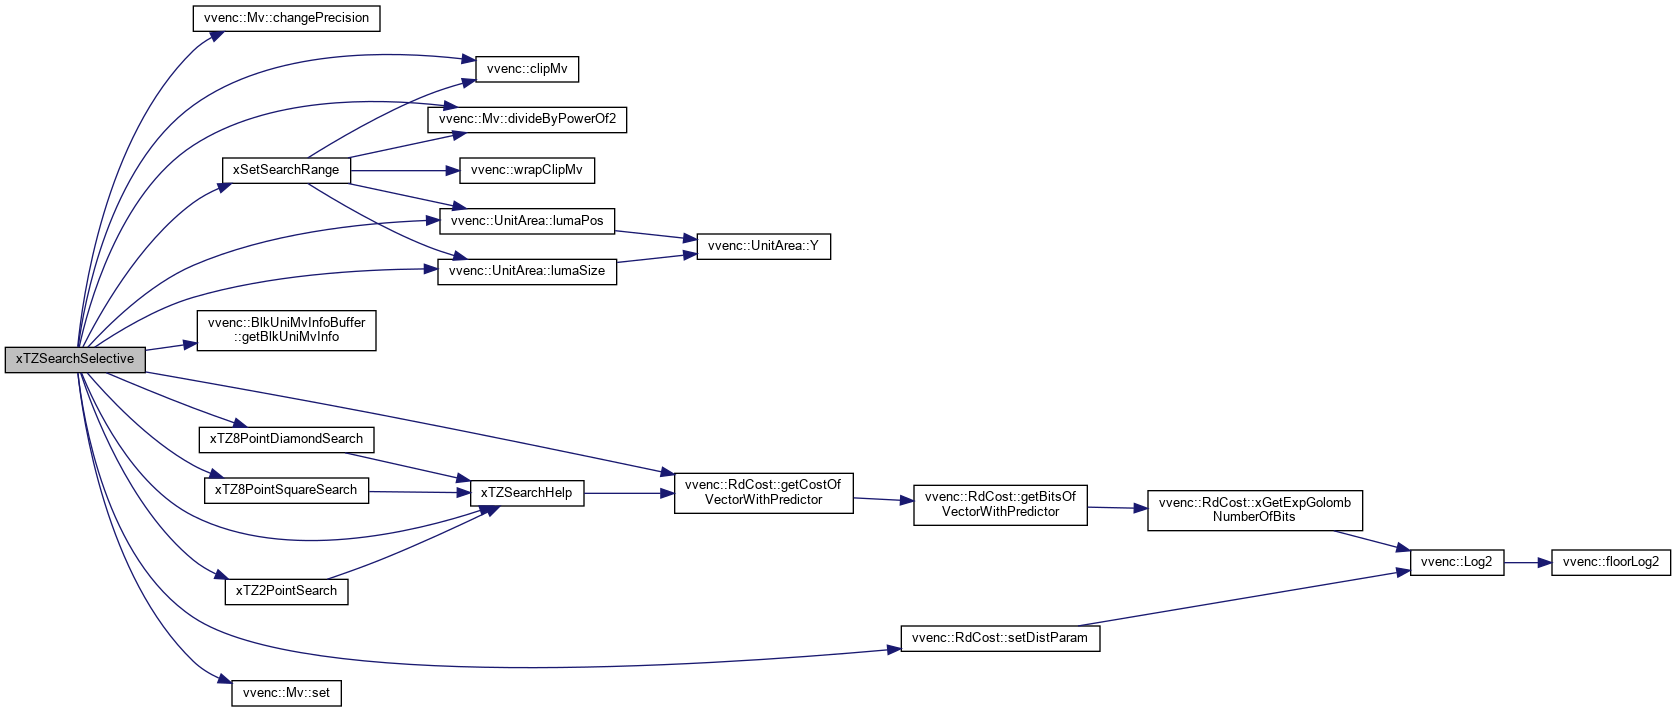 vvenc::Mv::changePrecision
vvenc::clipMv
vvenc::Mv::divideByPowerOf2
xSetSearchRange
vvenc::wrapClipMv
vvenc::UnitArea::lumaPos
vvenc::UnitArea::Y
vvenc::UnitArea::lumaSize
vvenc::BlkUniMvInfoBuffer
::getBlkUniMvInfo
xTZSearchSelective
xTZ8PointDiamondSearch
xTZ8PointSquareSearch
xTZSearchHelp
vvenc::RdCost::getCostOf
VectorWithPredictor
vvenc::RdCost::getBitsOf
VectorWithPredictor
vvenc::RdCost::xGetExpGolomb
NumberOfBits
vvenc::Log2
vvenc::floorLog2
xTZ2PointSearch
vvenc::RdCost::setDistParam
vvenc::Mv::set